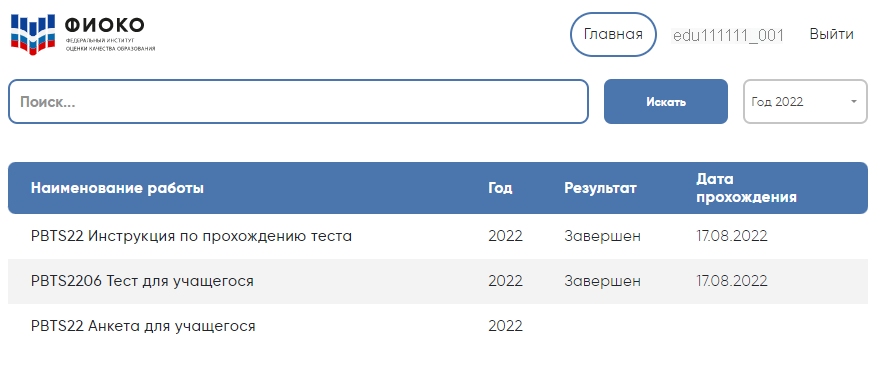 ФИОКО
ФЕДЕРАЛЬНЫЙ ИНСТИТУТ
ОЦЕНКИ КАЧЕСТВА ОБРАЗОВАНИЯ
Главная edu111111_001 Выйти
Поиск... Искать Год 2022
Наименование работы Год Результат Дата прохождения
PBTS22 Инструкция по прохождению теста 2022 Завершен 17.08.2022
PBTS2206 Тест для учащегося 2022 Завершен 17.08.2022
PBTS22 Анкета для учащегося 2022